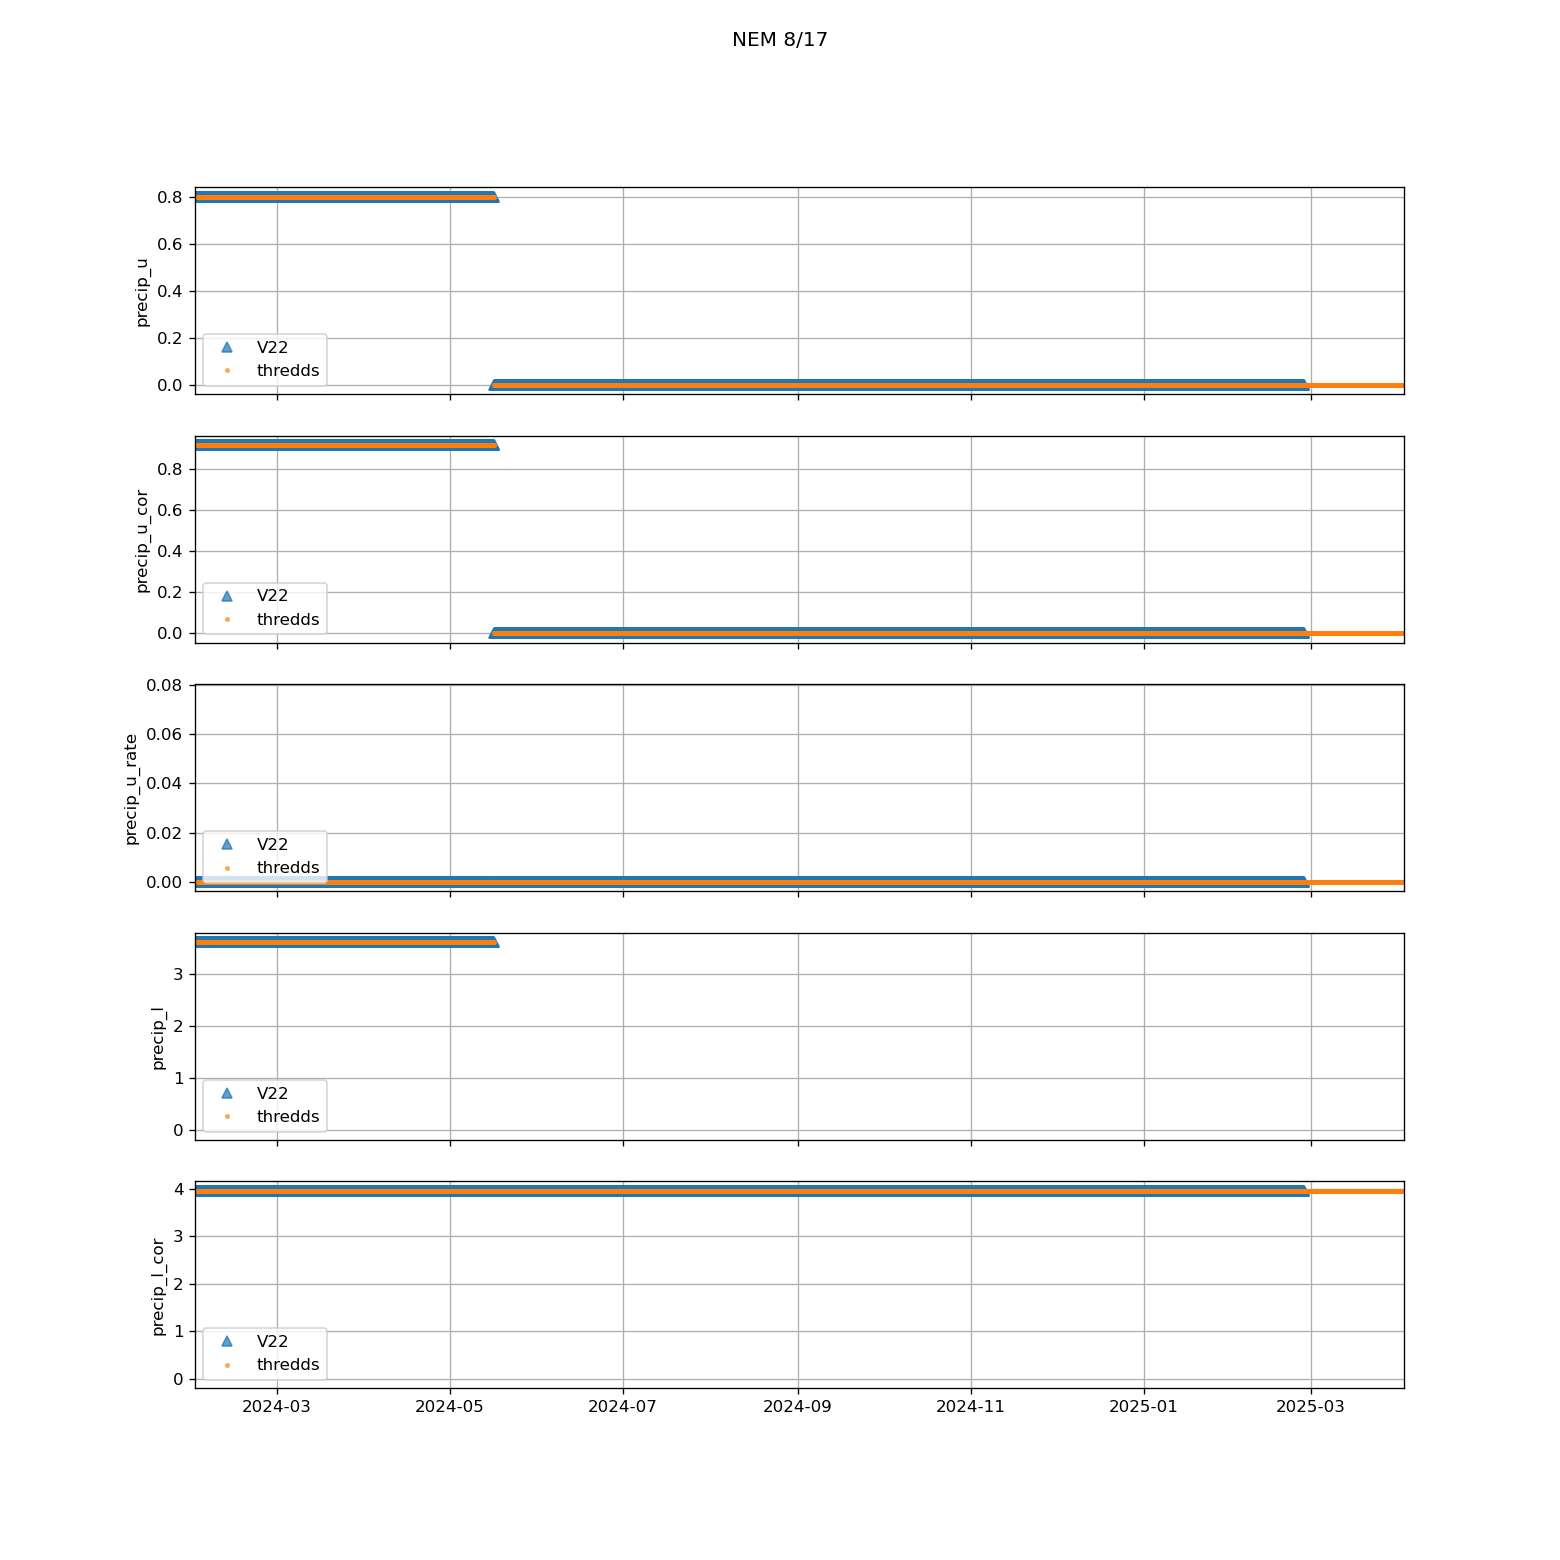 NEM 8/17
0.8
0.6
0.4
0.2
0.0
precip_u
V22
thredds
0.8
0.6
0.4
0.2
0.0
precip_u_cor
V22
thredds
0.08
0.06
0.04
0.02
0.00
precip_u_rate
V22
thredds
3
2
1
0
precip_l
V22
thredds
4
3
2
1
0
precip_l_cor
V22
thredds
2024-03 2024-05 2024-07 2024-09 2024-11 2025-01 2025-03